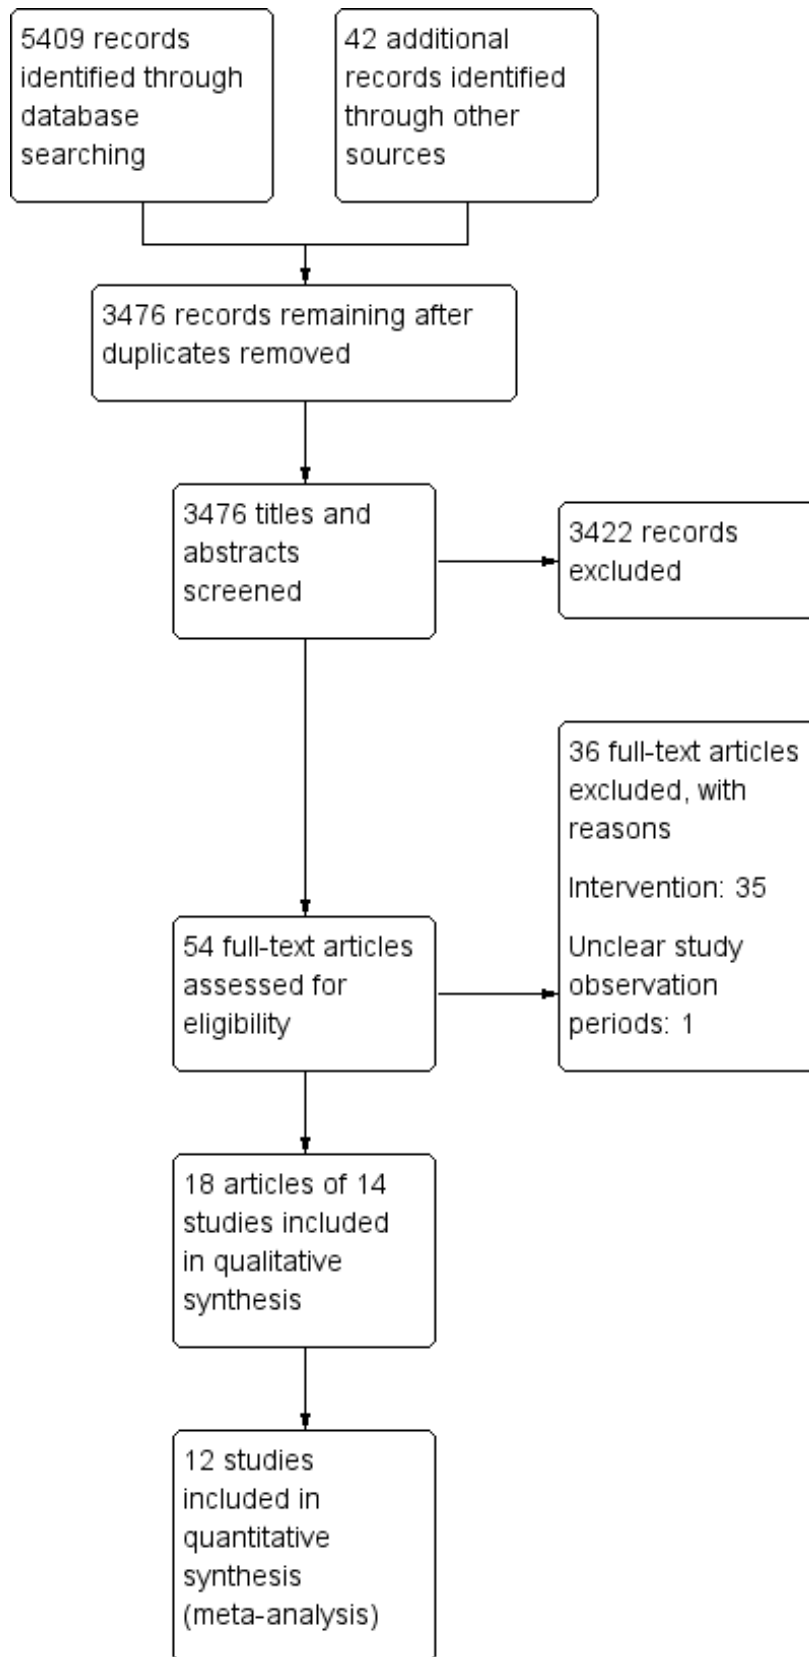 5409 records
identified through
database
searching
42 additional
records identified
through other
sources
3476 records remaining after
duplicates removed
3476 titles and
abstracts
screened
3422 records
excluded
36 full-text articles
excluded, with
reasons
Intervention: 35
Unclear study
observation
periods: 1
54 full-text articles
assessed for
eligibility
18 articles of 14
studies included
in qualitative
synthesis
12 studies
included in
quantitative
synthesis
(meta-analysis)